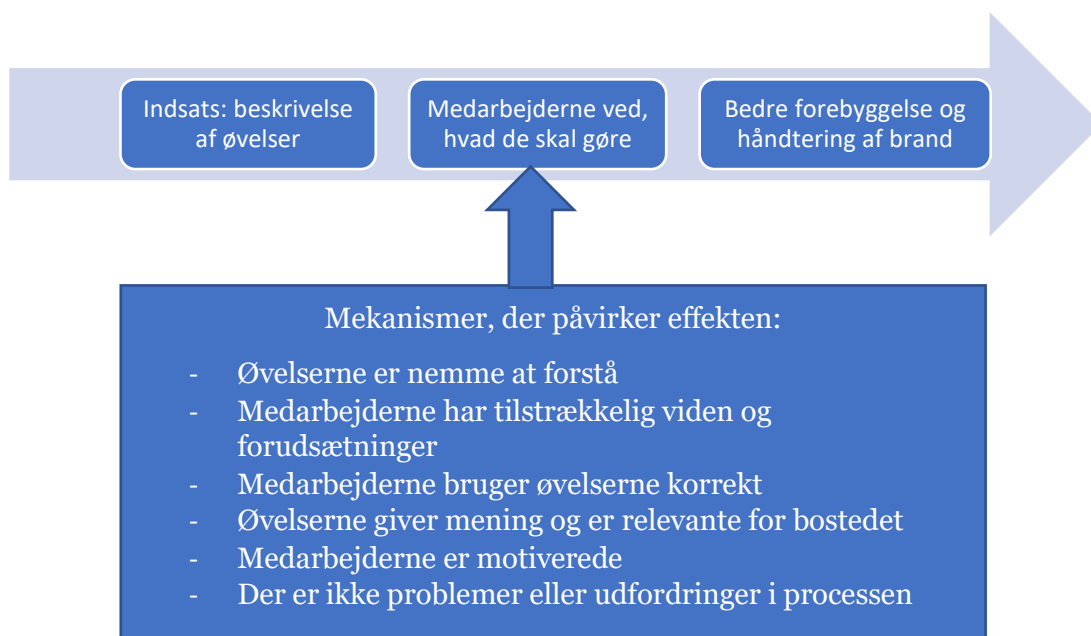 Indsats: beskrivelse
af øvelser
Medarbejderne ved,
hvad de skal gøre
Bedre forebyggelse og
håndtering af brand
Mekanismer, der påvirker effekten:
- Øvelserne er nemme at forstå
- Medarbejderne har tilstrækkelig viden og
forudsætninger
- Medarbejderne bruger øvelserne korrekt
- Øvelserne giver mening og er relevante for bostedet
- Medarbejderne er motiverede
- Der er ikke problemer eller udfordringer i processen